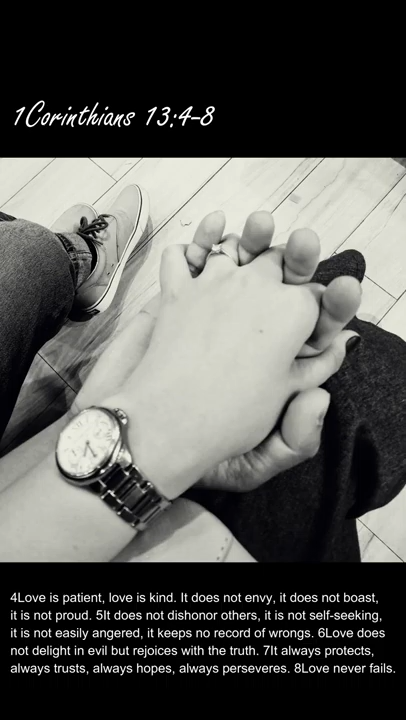 1Corinthians 13:4-8
4Love is patient, love is kind. It does not envy, it does not boast,
it is not proud. 5It does not dishonor others, it is not self-seeking,
it is not easily angered, it keeps no record of wrongs. 6Love does
not delight in evil but rejoices with the truth. 7It always protects,
always trusts, always hopes, always perseveres. 8Love never fails.